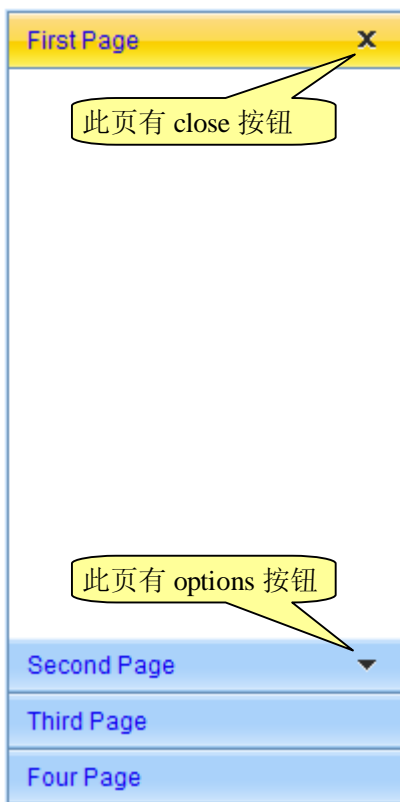 First Page
此页有 close 按钮
此页有 options 按钮
Second Page
Third Page
Four Page